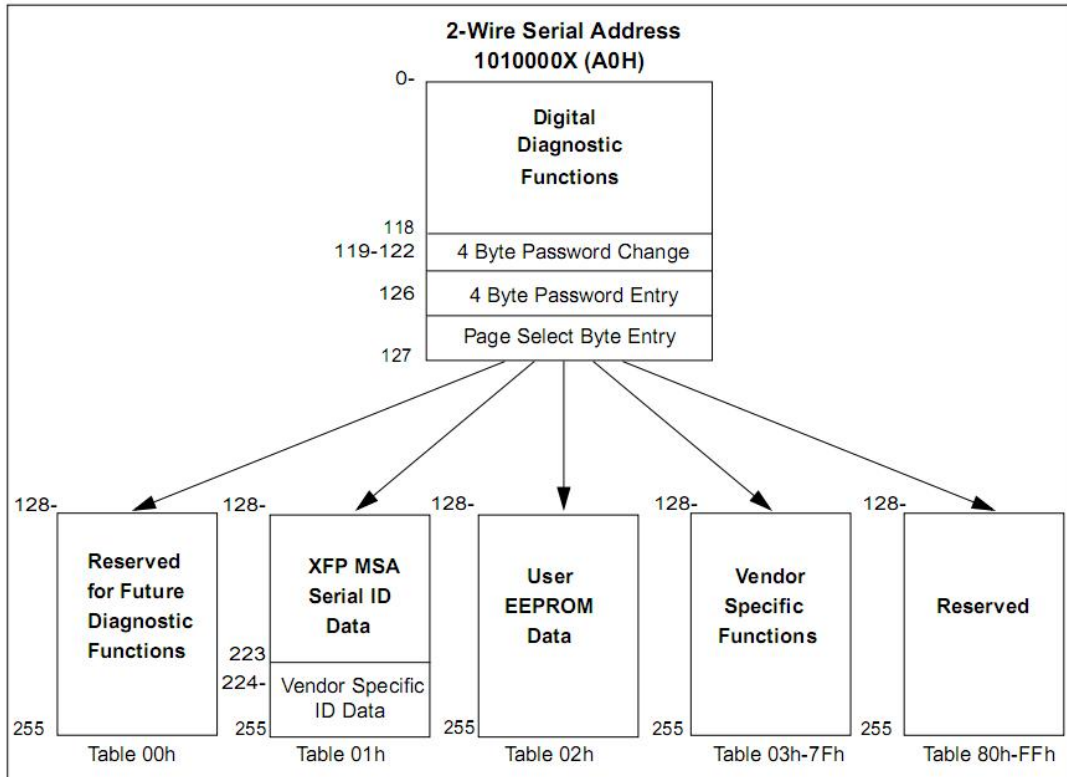 2-Wire Serial Address
1010000X (A0H)
0-
Digital
Diagnostic
Functions
118
119-122
4 Byte Password Change
126
4 Byte Password Entry
Page Select Byte Entry
127
128-
Reserved
for Future
Diagnostic
Functions
255
Table 00h
128-
XFP MSA
Serial ID
Data
223
224-
Vendor Specific
ID Data
255
Table 01h
128-
User
EEPROM
Data
255
Table 02h
128-
Vendor
Specific
Functions
255
Table 03h-7Fh
128-
Reserved
255
Table 80h-FFh